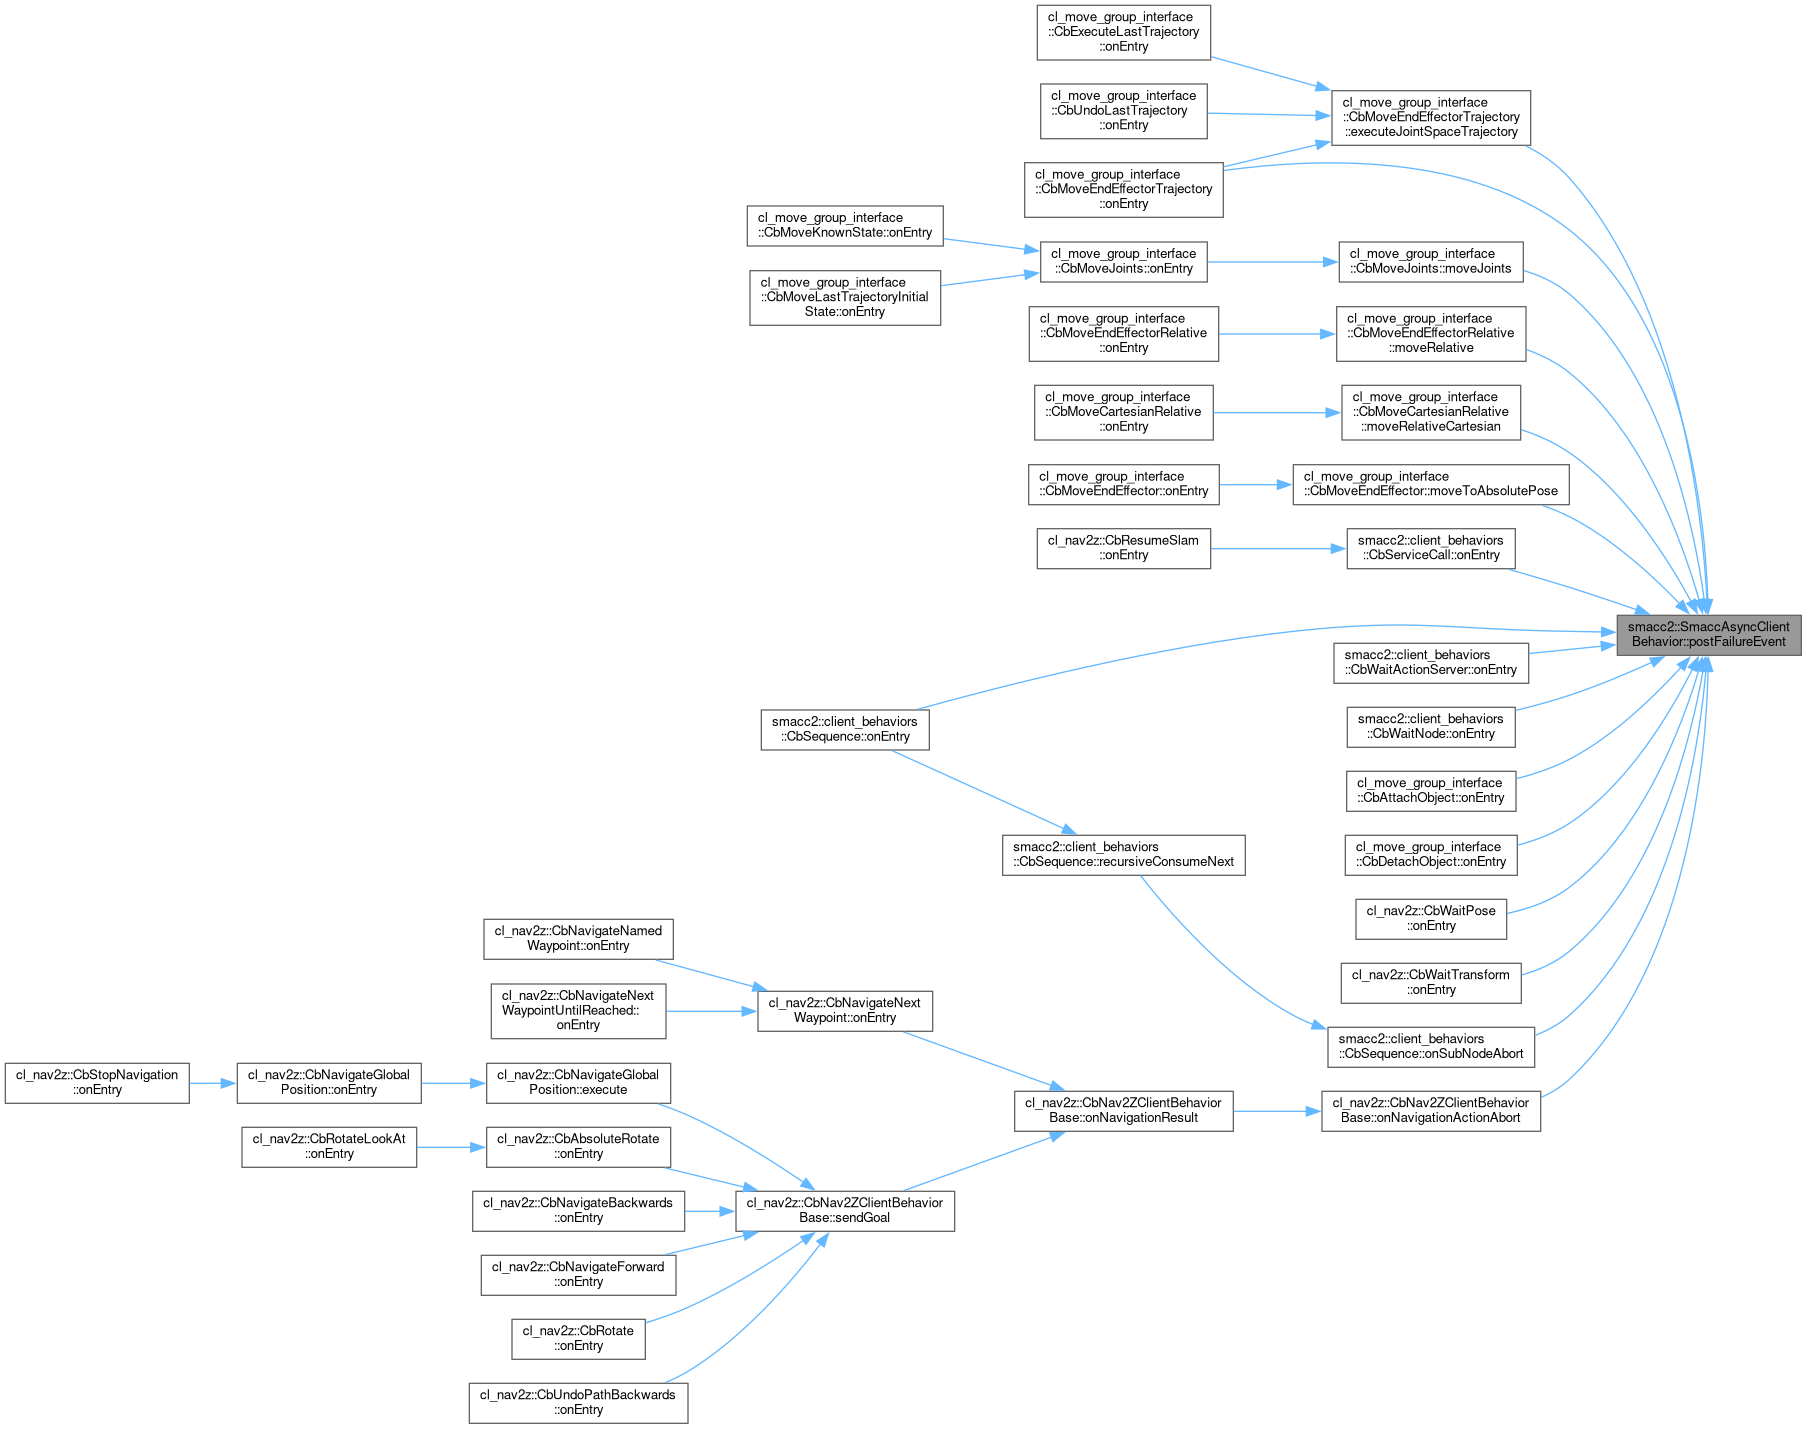 cl_move_group_interface
::CbExecuteLastTrajectory
::onEntry
cl_move_group_interface
::CbUndoLastTrajectory
::onEntry
cl_move_group_interface
::CbMoveEndEffectorTrajectory
::executeJointSpaceTrajectory
cl_move_group_interface
::CbMoveEndEffectorTrajectory
::onEntry
cl_move_group_interface
::CbMoveKnownState::onEntry
cl_move_group_interface
::CbMoveLastTrajectoryInitial
State::onEntry
cl_move_group_interface
::CbMoveJoints::onEntry
cl_move_group_interface
::CbMoveJoints::moveJoints
cl_move_group_interface
::CbMoveEndEffectorRelative
::onEntry
cl_move_group_interface
::CbMoveEndEffectorRelative
::moveRelative
cl_move_group_interface
::CbMoveCartesianRelative
::onEntry
cl_move_group_interface
::CbMoveCartesianRelative
::moveRelativeCartesian
cl_move_group_interface
::CbMoveEndEffector::onEntry
cl_move_group_interface
::CbMoveEndEffector::moveToAbsolutePose
cl_nav2z::CbResumeSlam
::onEntry
smacc2::client_behaviors
::CbServiceCall::onEntry
smacc2::SmaccAsyncClient
Behavior::postFailureEvent
smacc2::client_behaviors
::CbWaitActionServer::onEntry
smacc2::client_behaviors
::CbSequence::onEntry
smacc2::client_behaviors
::CbWaitNode::onEntry
cl_move_group_interface
::CbAttachObject::onEntry
smacc2::client_behaviors
::CbSequence::recursiveConsumeNext
cl_move_group_interface
::CbDetachObject::onEntry
cl_nav2z::CbWaitPose
::onEntry
cl_nav2z::CbNavigateNamed
Waypoint::onEntry
cl_nav2z::CbWaitTransform
::onEntry
cl_nav2z::CbNavigateNext
WaypointUntilReached::
onEntry
cl_nav2z::CbNavigateNext
Waypoint::onEntry
smacc2::client_behaviors
::CbSequence::onSubNodeAbort
cl_nav2z::CbStopNavigation
::onEntry
cl_nav2z::CbNavigateGlobal
Position::onEntry
cl_nav2z::CbNavigateGlobal
Position::execute
cl_nav2z::CbNav2ZClientBehavior
Base::onNavigationResult
cl_nav2z::CbNav2ZClientBehavior
Base::onNavigationActionAbort
cl_nav2z::CbRotateLookAt
::onEntry
cl_nav2z::CbAbsoluteRotate
::onEntry
cl_nav2z::CbNavigateBackwards
::onEntry
cl_nav2z::CbNav2ZClientBehavior
Base::sendGoal
cl_nav2z::CbNavigateForward
::onEntry
cl_nav2z::CbRotate
::onEntry
cl_nav2z::CbUndoPathBackwards
::onEntry